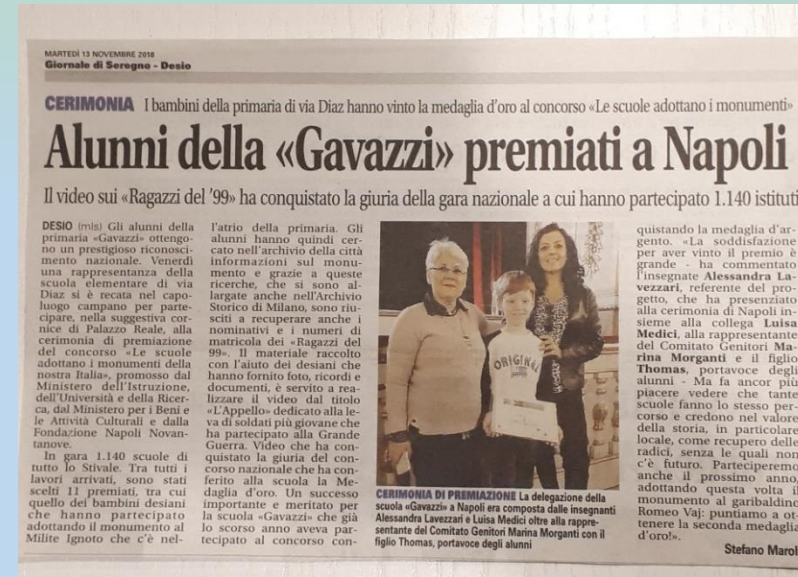 MARTEDÌ 13 NOVEMBRE 2018
Giornale di Seregno - Desio
CERIMONIA I bambini della primaria di via Diaz hanno vinto la medaglia d'oro al concorso «Le scuole adottano i monumenti»
Alunni della «Gavazzi» premiati a Napoli
Il video sui «Ragazzi del '99» ha conquistato la giuria della gara nazionale a cui hanno partecipato 1.140 istituti
DESIO (mls) Gli alunni della
primaria «Gavazzi» ottengo-
no un prestigioso riconosci-
mento nazionale. Venerdì
una rappresentanza della
scuola elementare di via
Diaz si è recata nel capo-
luogo campano per parte-
cipare, nella suggestiva cor-
nice di Palazzo Reale, alla
cerimonia di premiazione
del concorso «Le scuole
adottano i monumenti della
nostra Italia», promosso dal
Ministero dell'Istruzione,
dell'Università e della Ricer-
ca, dal Ministero per i Beni e
le Attività Culturali e dalla
Fondazione Napoli Novan-
tanove.
In gara 1.140 scuole di
tutto lo Stivale. Tra tutti i
lavori arrivati, sono stati
scelti 11 premiati, tra cui
quello dei bambini desiani
che hanno partecipato
adottando il monumento al
Milite Ignoto che c'è nel-
l'atrio della primaria. Gli
alunni hanno quindi cer-
cato nell'archivio della città
informazioni sul monu-
mento e grazie a queste
ricerche, che si sono al-
largate anche nell'Archivio
Storico di Milano, sono riu-
sciti a recuperare anche i
nominativi e i numeri di
matricola dei «Ragazzi del
99». Il materiale raccolto
con l'aiuto dei desiani che
hanno fornito foto, ricordi e
documenti, è servito a rea-
lizzare il video dal titolo
«L'Appello» dedicato alla le-
va di soldati più giovane che
ha partecipato alla Grande
Guerra. Video che ha con-
quistato la giuria del con-
corso nazionale che ha con-
ferito alla scuola la Me-
daglia d'oro. Un successo
importante e meritato per
la scuola «Gavazzi» che già
lo scorso anno aveva par-
tecipato al concorso con-
ORIGINAL
CERIMONIA DI PREMIAZIONE La delegazione della
scuola «Gavazzi» a Napoli era composta dalle insegnanti
Alessandra Lavezzari e Luisa Medici oltre alla rappre-
sentante del Comitato Genitori Marina Morganti con il
figlio Thomas, portavoce degli alunni
quistando la medaglia d'ar-
gento. «La soddisfazione
per aver vinto il premio è
grande - ha commentato
l'insegnate Alessandra La-
vezzari, referente del pro-
getto, che ha presenziato
alla cerimonia di Napoli in-
sieme alla collega Luisa
Medici, alla rappresentante
del Comitato Genitori Ma-
rina Morganti e il figlio
Thomas, portavoce degli
alunni - Ma fa ancor più
piacere vedere che tante
scuole fanno lo stesso per-
corso e credono nel valore
della storia, in particolare
locale, come recupero delle
radici, senza le quali non
c'è futuro. Parteciperemo
anche il prossimo anno,
adottando questa volta il
monumento al garibaldino
Romeo Vaj: puntiamo a ot-
tenere la seconda medaglia
d'oro!».
Stefano Marol